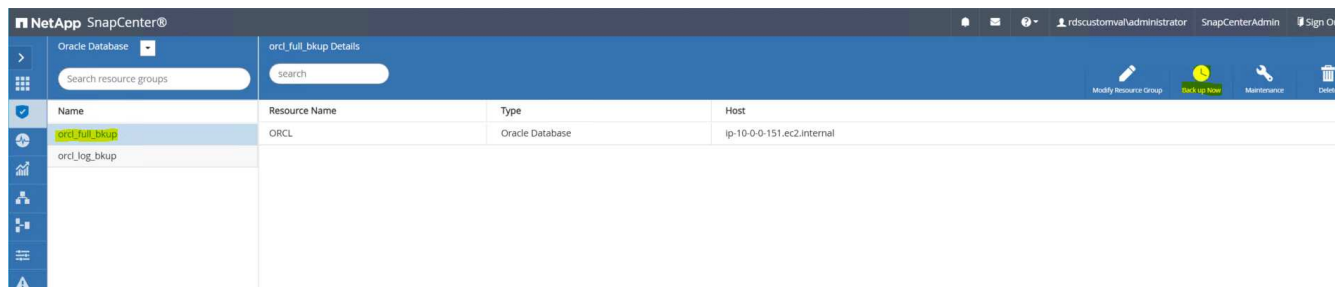 NetApp SnapCenter®
rdscustomval\administrator SnapCenterAdmin Sign O
Oracle Database
Search resource groups
Name
orcl_full_bkup
orcl_log_bkup
orcl_full_bkup Details
search
Modify Resource Group Back up Now Maintenance Delet
Resource Name Type Host
ORCL Oracle Database ip-10-0-0-151.ec2.internal